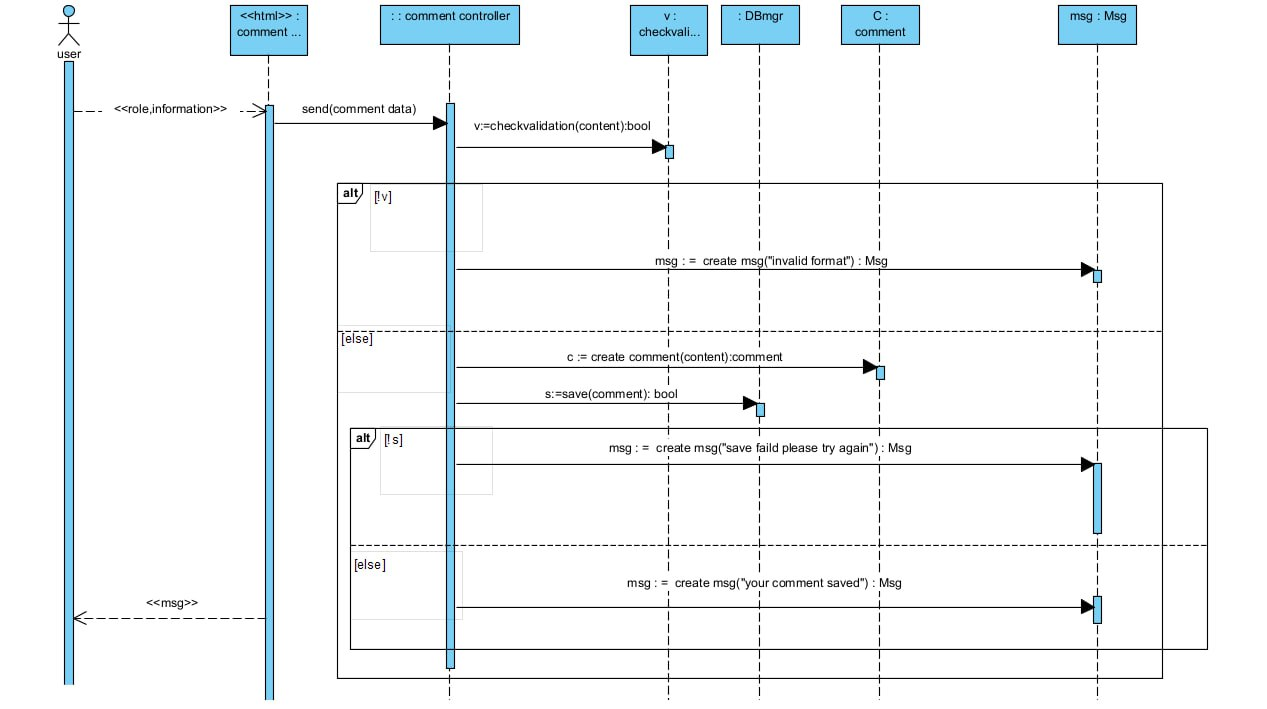 user
<<html>> :
comment ...
: : comment controller
v :
checkvali...
: DBmgr
C :
comment
msg : Msg
<<role,information>>
send(comment data)
v:=checkvalidation(content):bool
alt
[!v]
msg : =  create msg("invalid format") : Msg
[else]
c := create comment(content):comment
s:=save(comment): bool
alt
[!s]
msg : =  create msg("save faild please try again") : Msg
[else]
msg : =  create msg("your comment saved") : Msg
<<msg>>